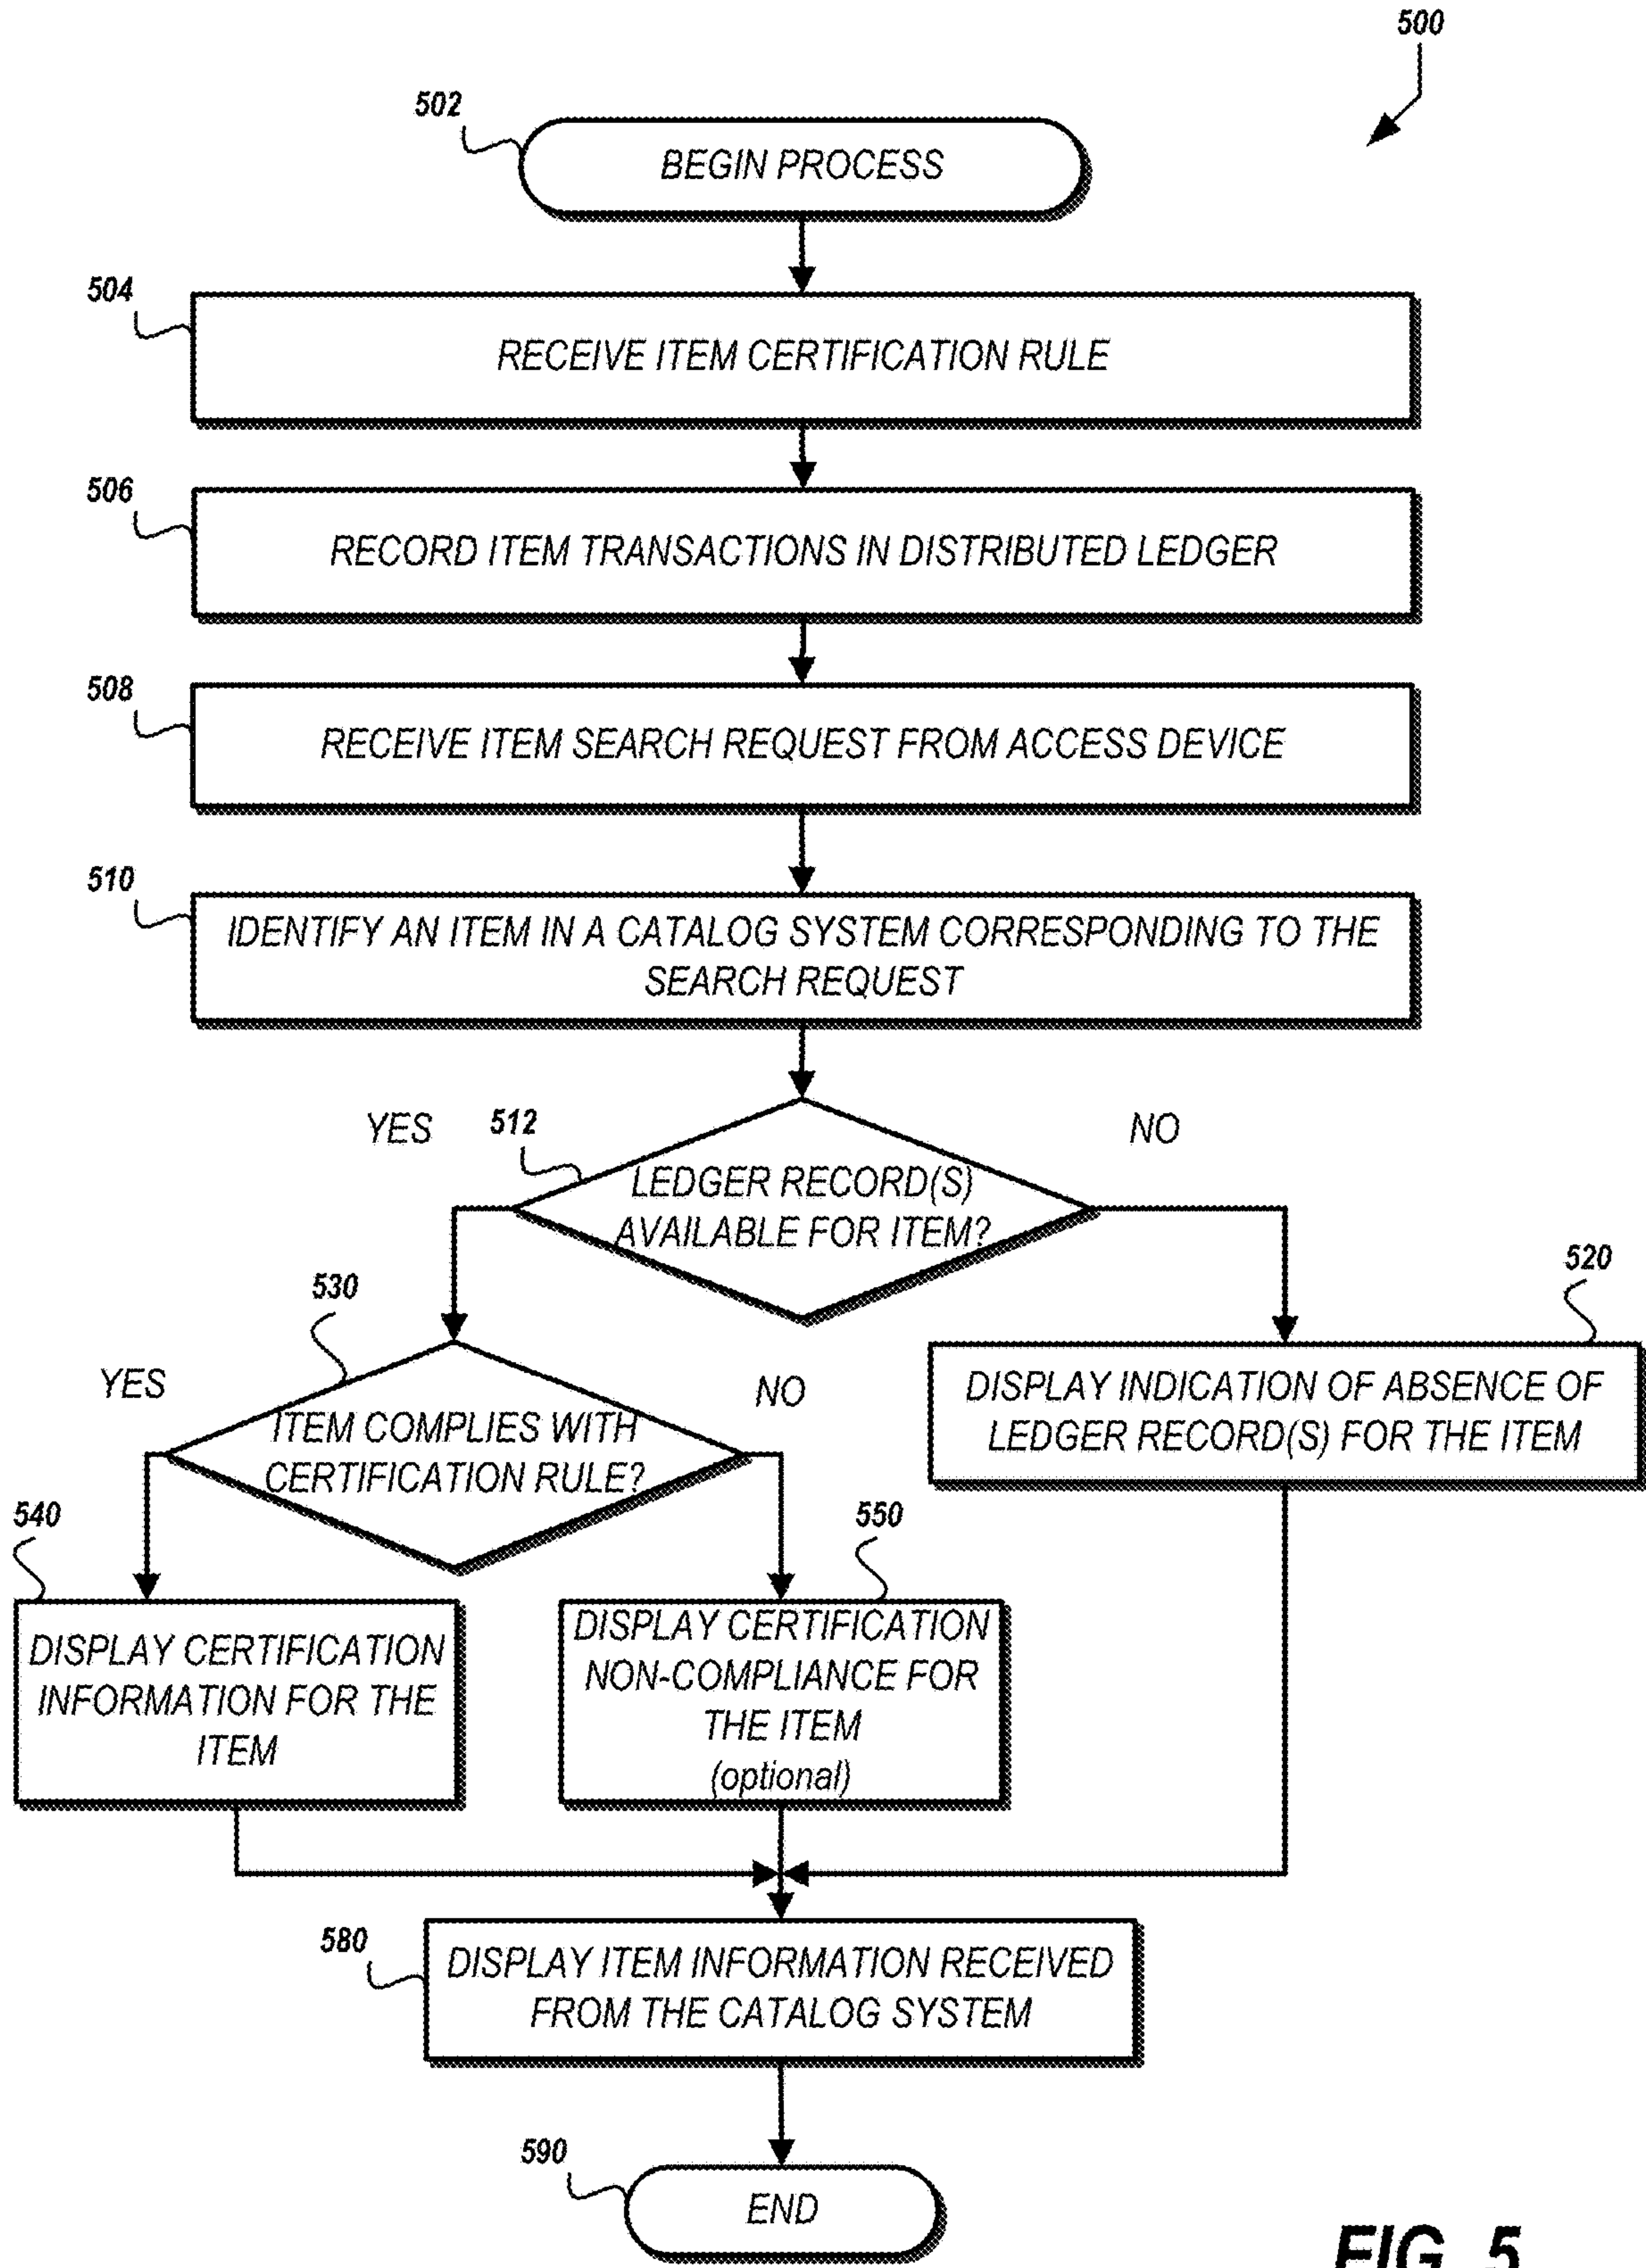 500
502
BEGIN PROCESS
504
RECEIVE ITEM CERTIFICATION RULE
506
RECORD ITEM TRANSACTIONS IN DISTRIBUTED LEDGER
508
RECEIVE ITEM SEARCH REQUEST FROM ACCESS DEVICE
510
IDENTIFY AN ITEM IN A CATALOG SYSTEM CORRESPONDING TO THE
SEARCH REQUEST
YES
512
NO
LEDGER RECORD(S)
AVAILABLE FOR ITEM?
530
520
YES
NO
ITEM COMPLIES WITH
CERTIFICATION RULE?
DISPLAY INDICATION OF ABSENCE OF
LEDGER RECORD(S) FOR THE ITEM
540
550
DISPLAY CERTIFICATION
INFORMATION FOR THE
ITEM
DISPLAY CERTIFICATION
NON-COMPLIANCE FOR
THE ITEM
(optional)
580
DISPLAY ITEM INFORMATION RECEIVED
FROM THE CATALOG SYSTEM
590
END
FIG. 5